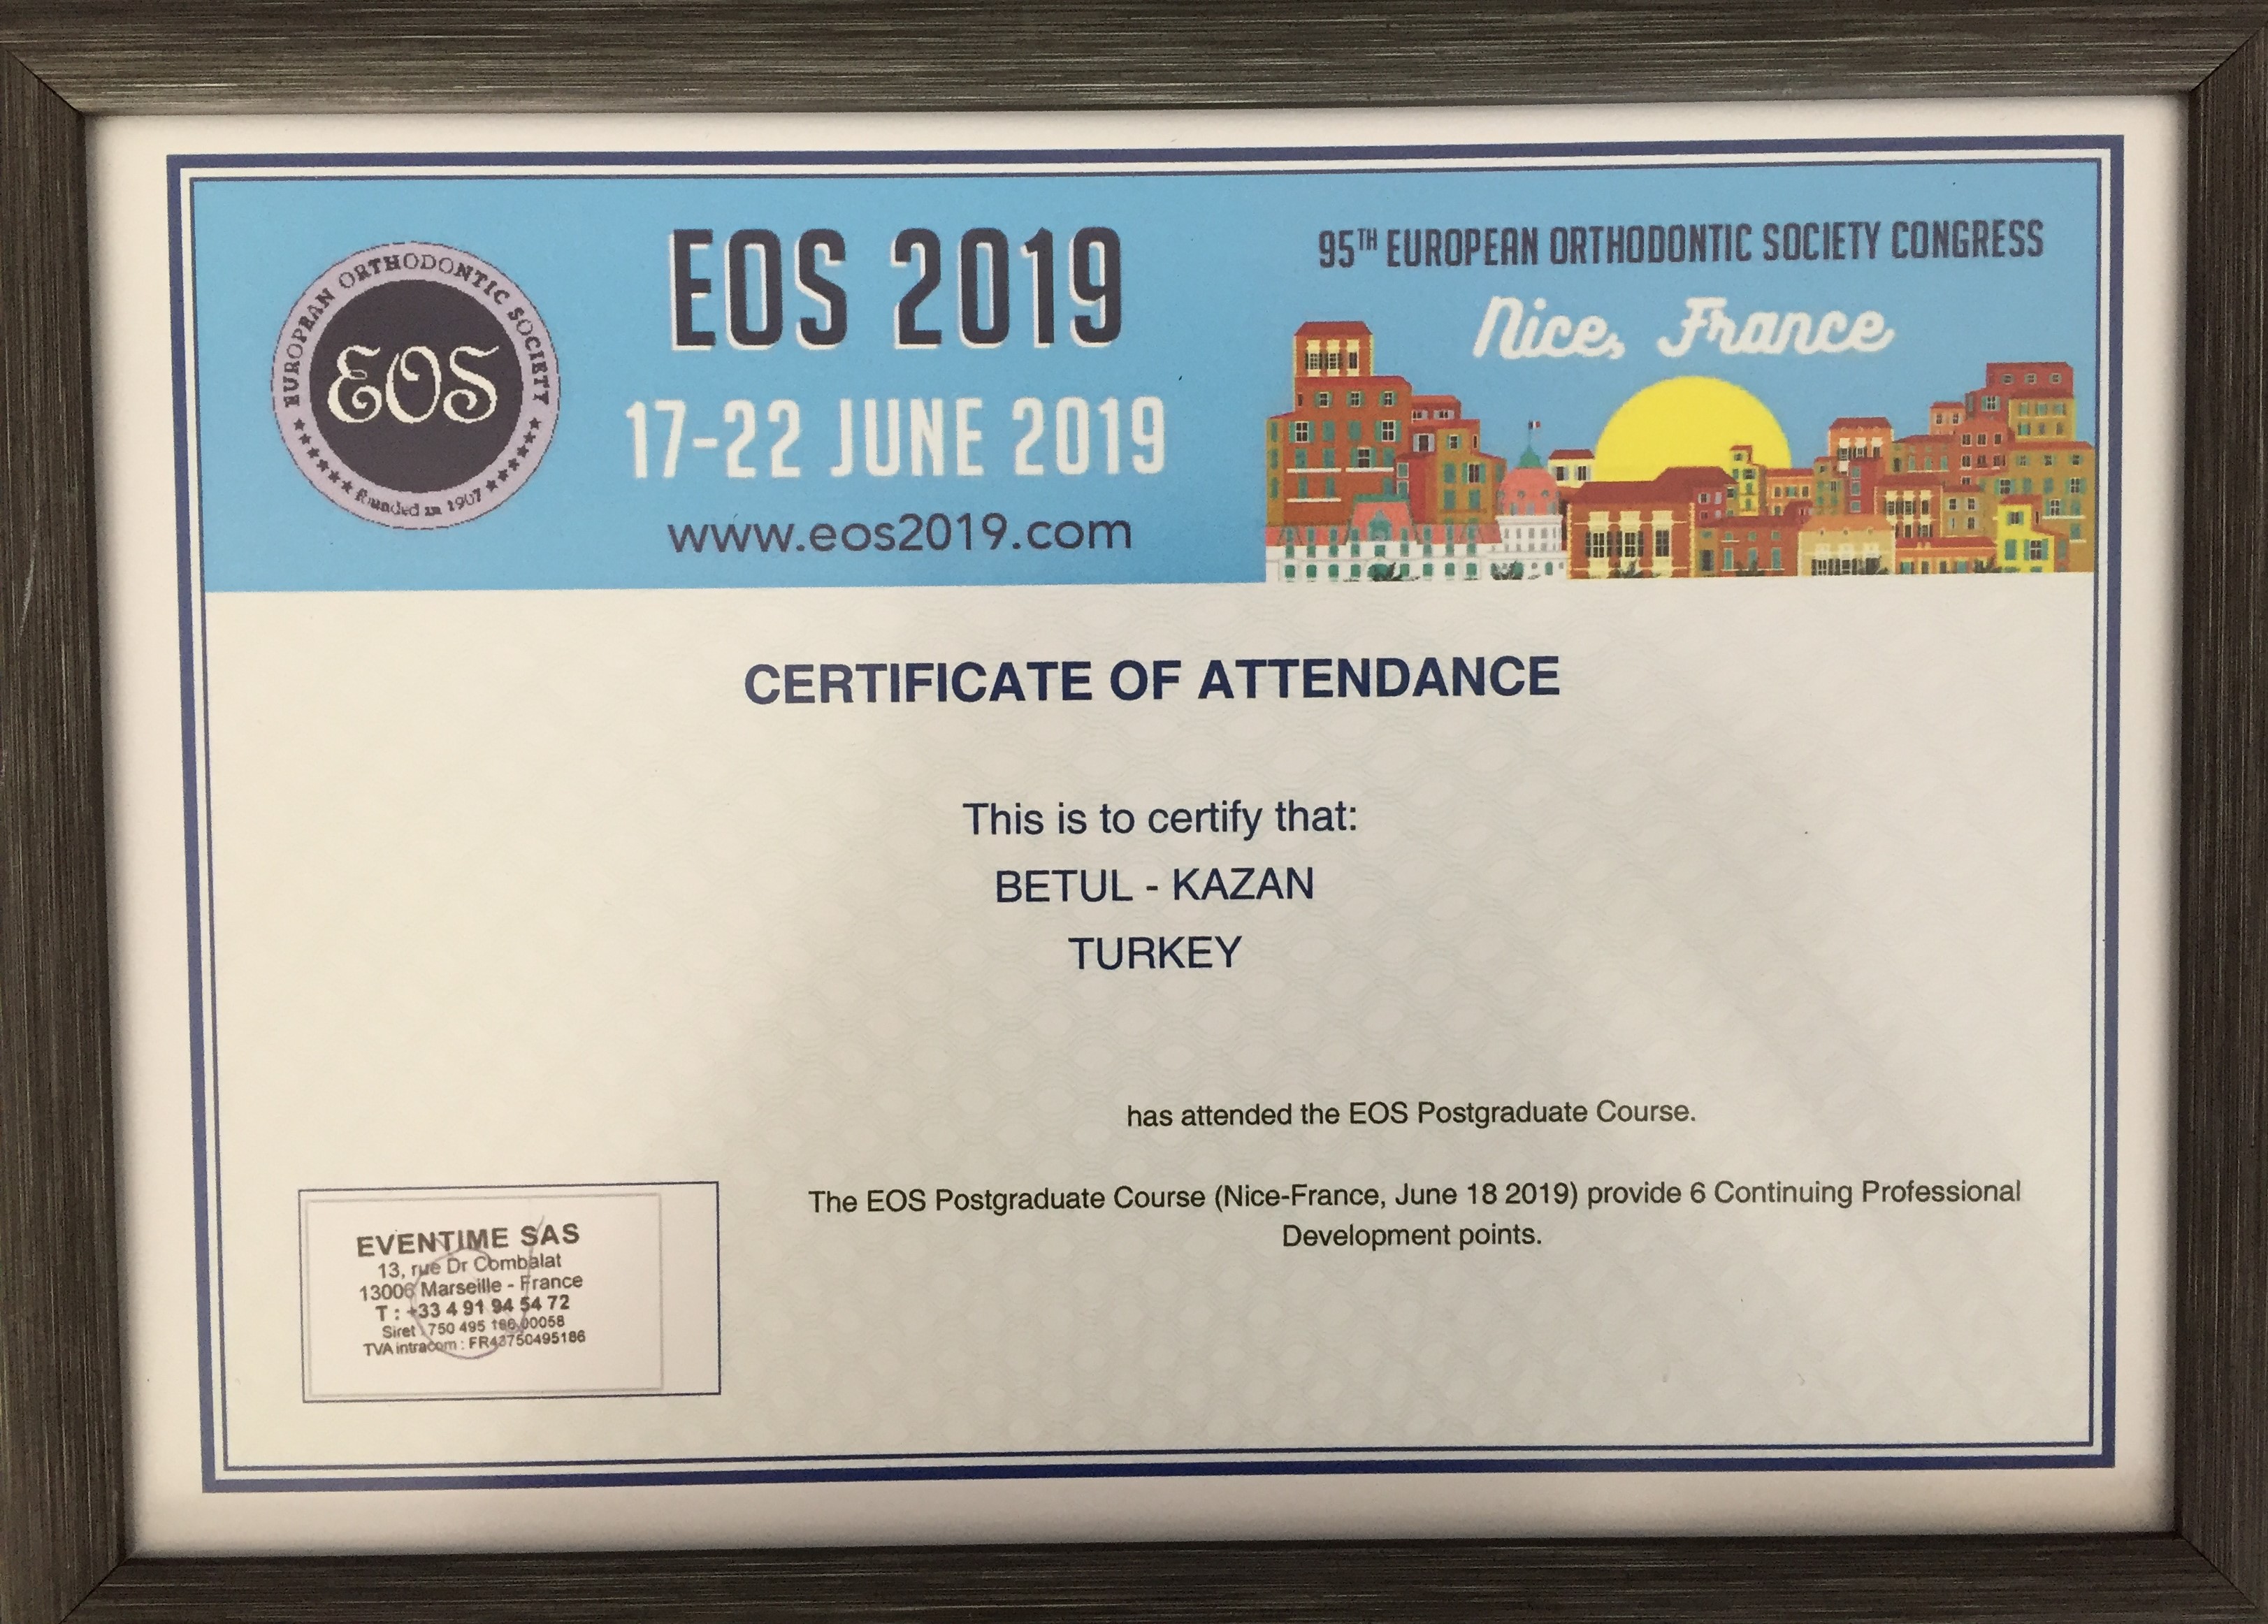 EUROPEAN ORTHODONTIC SOCIETY
EOS
founded in 1907
EOS 2019
17-22 JUNE 2019
www.eos2019.com
95TH EUROPEAN ORTHODONTIC SOCIETY CONGRESS
Nice, France
CERTIFICATE OF ATTENDANCE
This is to certify that:
BETUL - KAZAN
TURKEY
has attended the EOS Postgraduate Course.
The EOS Postgraduate Course (Nice-France, June 18 2019) provide 6 Continuing Professional
Development points.
EVENTIME SAS
13, rue Dr Combalat
13006 Marseille - France
T : +33 4 91 94 54 72
Siret : 750 495 186 00058
TVA intracom : FR43750495186